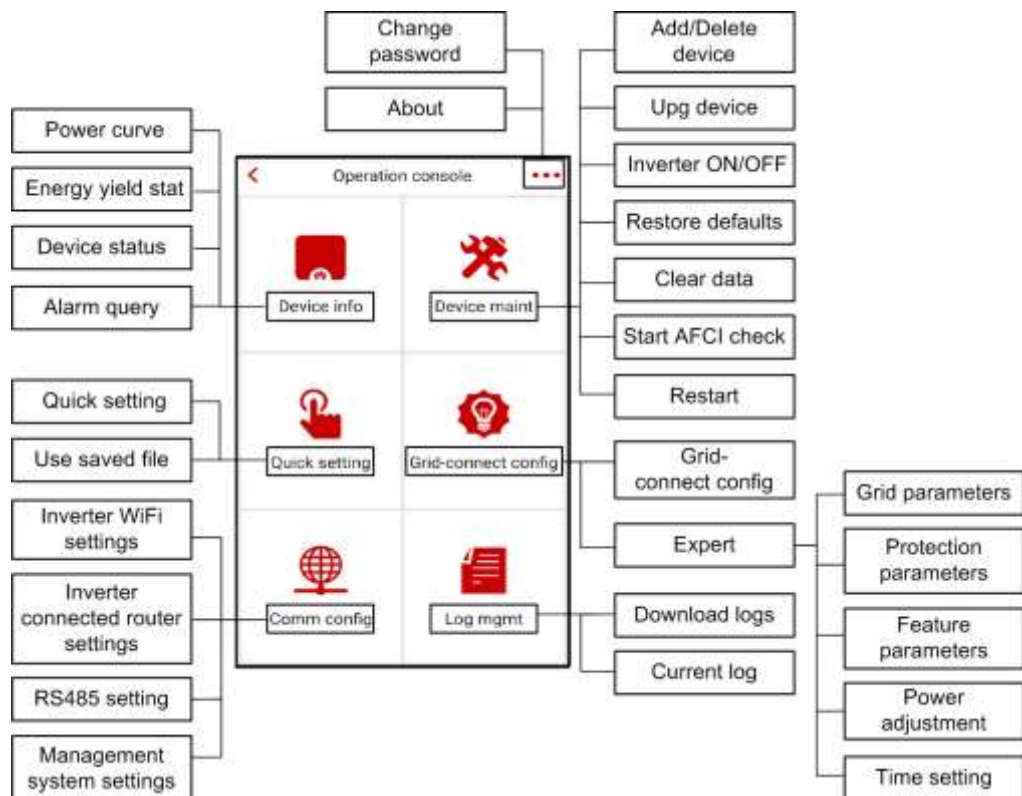 Change
password
About
Add/Delete
device
Upg device
Inverter ON/OFF
Restore defaults
Clear data
Start AFCI check
Restart
Power curve
Energy yield stat
Device status
Alarm query
Operation console
Device info
Device maint
Quick setting
Use saved file
Quick setting
Grid-connect config
Grid-
connect config
Expert
Grid parameters
Protection
parameters
Feature
parameters
Power
adjustment
Time setting
Inverter WiFi
settings
Inverter
connected router
settings
RS485 setting
Management
system settings
Comm config
Log mgmt
Download logs
Current log